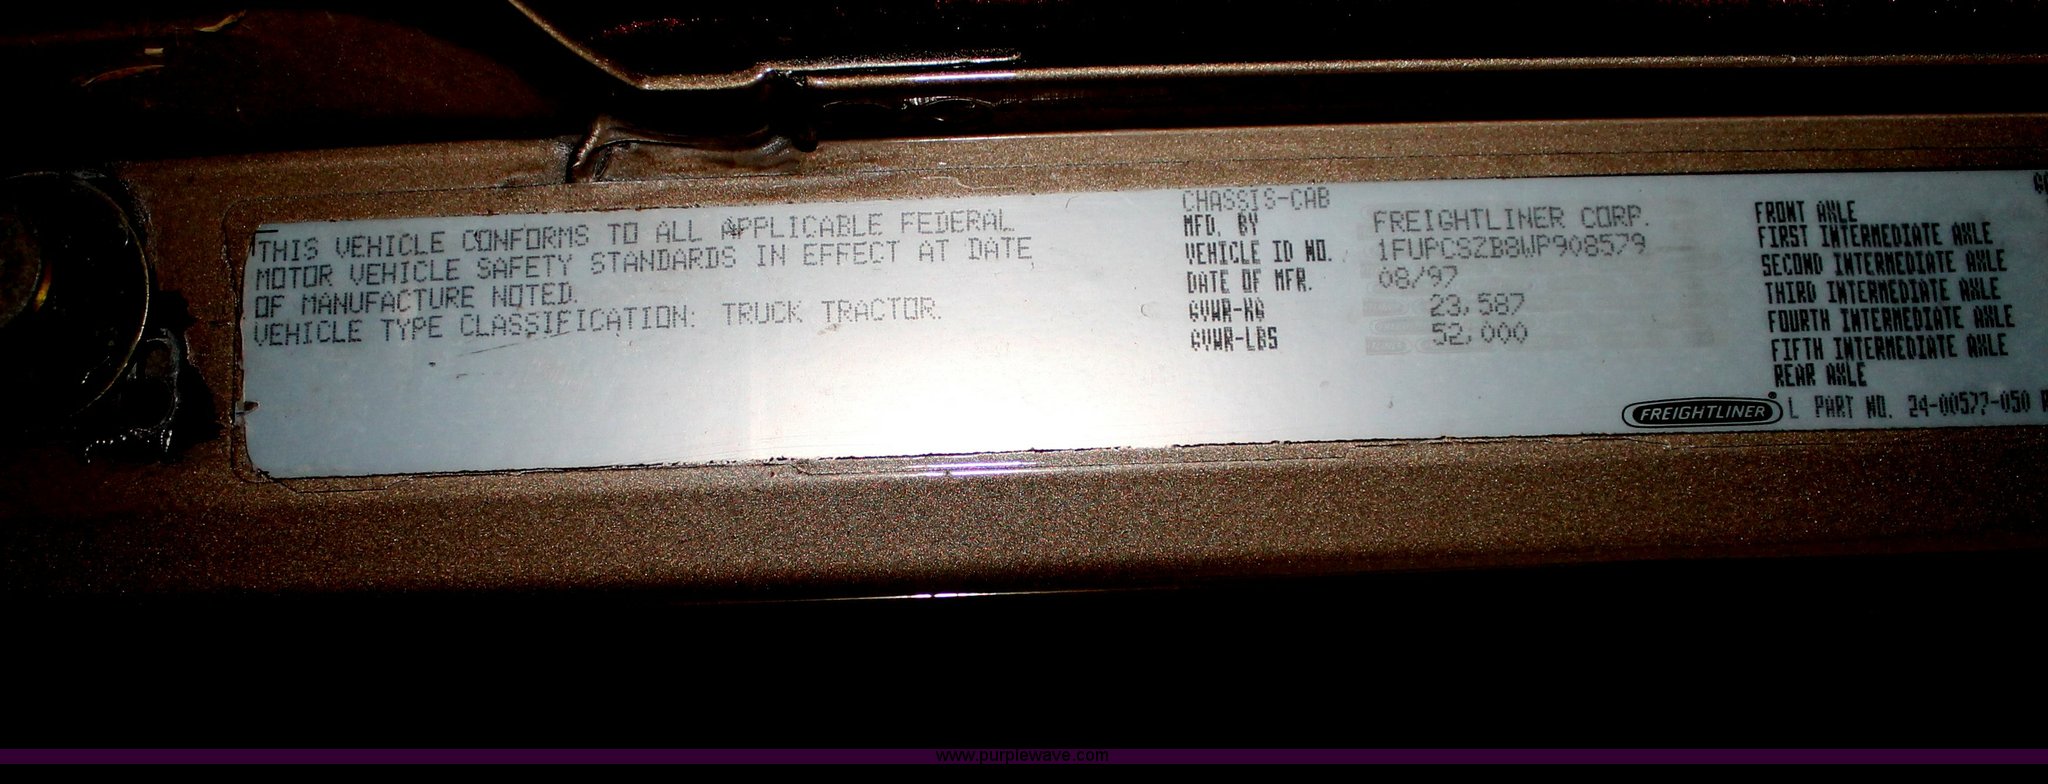 THIS VEHICLE CONFORMS TO ALL APPLICABLE FEDERAL
MOTOR VEHICLE SAFETY STANDARDS IN EFFECT AT DATE
OF MANUFACTURE NOTED.
VEHICLE TYPE CLASSIFICATION: TRUCK TRACTOR.
CHASSIS-CAB
MFD. BY FREIGHTLINER CORP.
VEHICLE ID NO. 1FUPCSZB8WP908579
DATE OF MFR. 08/97
GVWR-KG 23,587
GVWR-LBS 52,000
FRONT AXLE
FIRST INTERMEDIATE AXLE
SECOND INTERMEDIATE AXLE
THIRD INTERMEDIATE AXLE
FOURTH INTERMEDIATE AXLE
FIFTH INTERMEDIATE AXLE
REAR AXLE
FREIGHTLINER L PART NO. 24-00577-050
www.purplewave.com